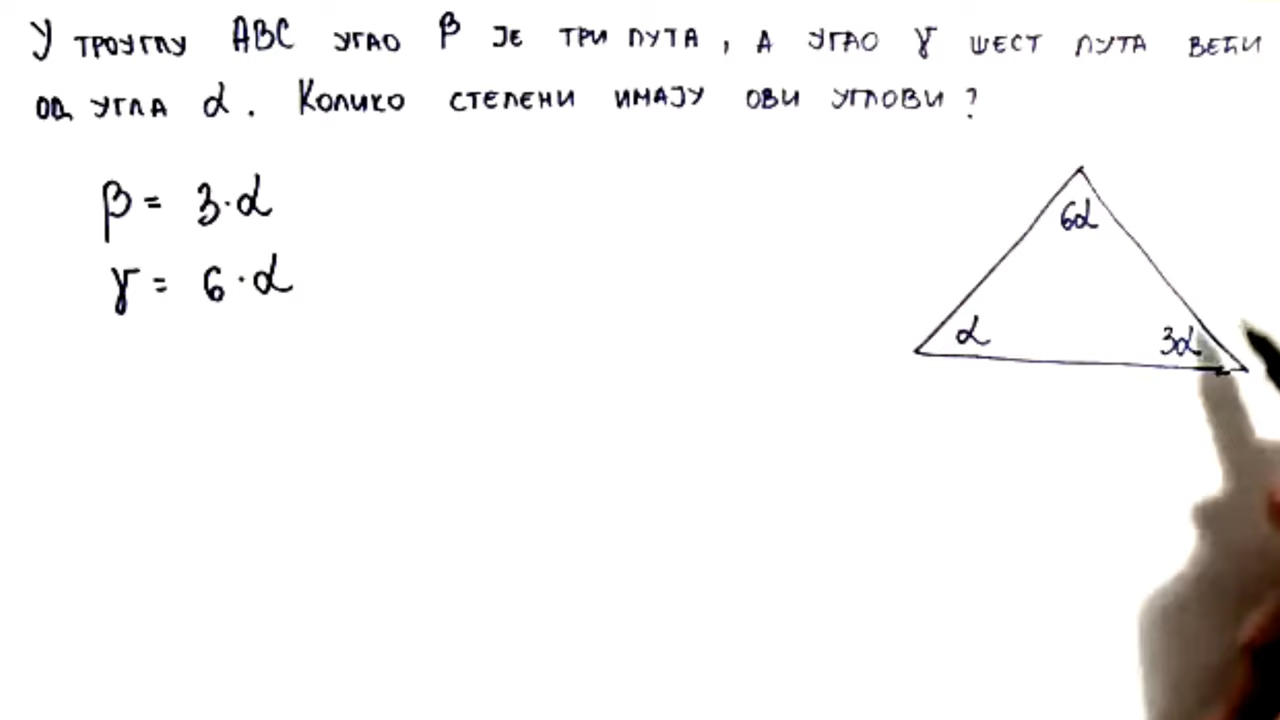 У ТРОУГЛУ ABC УГАО β ЈЕ ТРИ ПУТА, А УГАО γ ШЕСТ ПУТА ВЕЋИ
ОД УГЛА α. КОЛИКО СТЕПЕНИ ИМАЈУ ОВИ УГЛОВИ?
β = 3·α
γ = 6·α
6α
α
3α